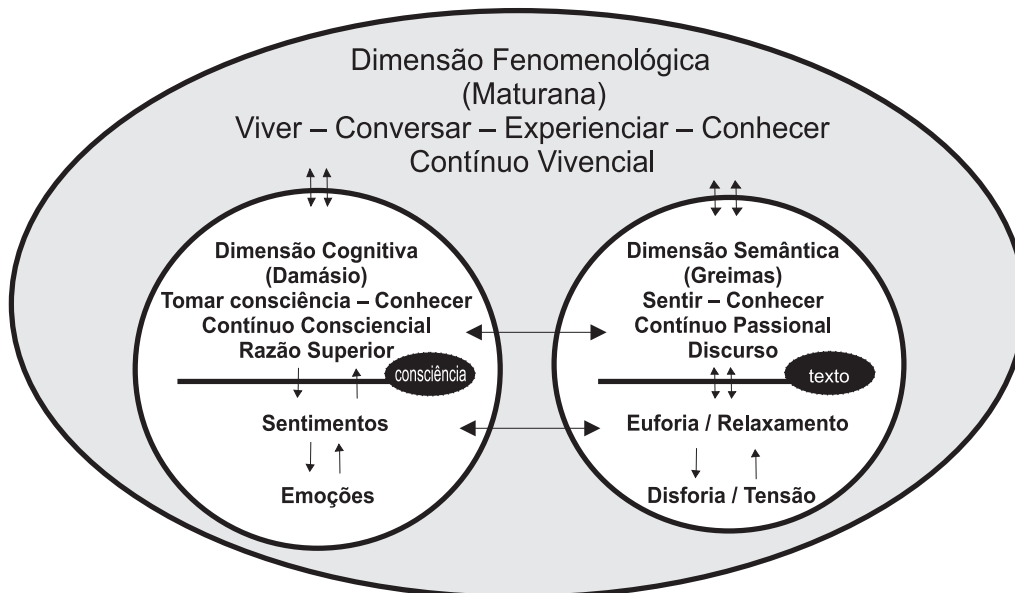 Dimensão Fenomenológica
(Maturana)
Viver – Conversar – Experienciar – Conhecer
Contínuo Vivencial
Dimensão Cognitiva
(Damásio)
Tomar consciência – Conhecer
Contínuo Consciencial
Razão Superior
consciência
Sentimentos
Emoções
Dimensão Semântica
(Greimas)
Sentir – Conhecer
Contínuo Passional
Discurso
texto
Euforia / Relaxamento
Disforia / Tensão